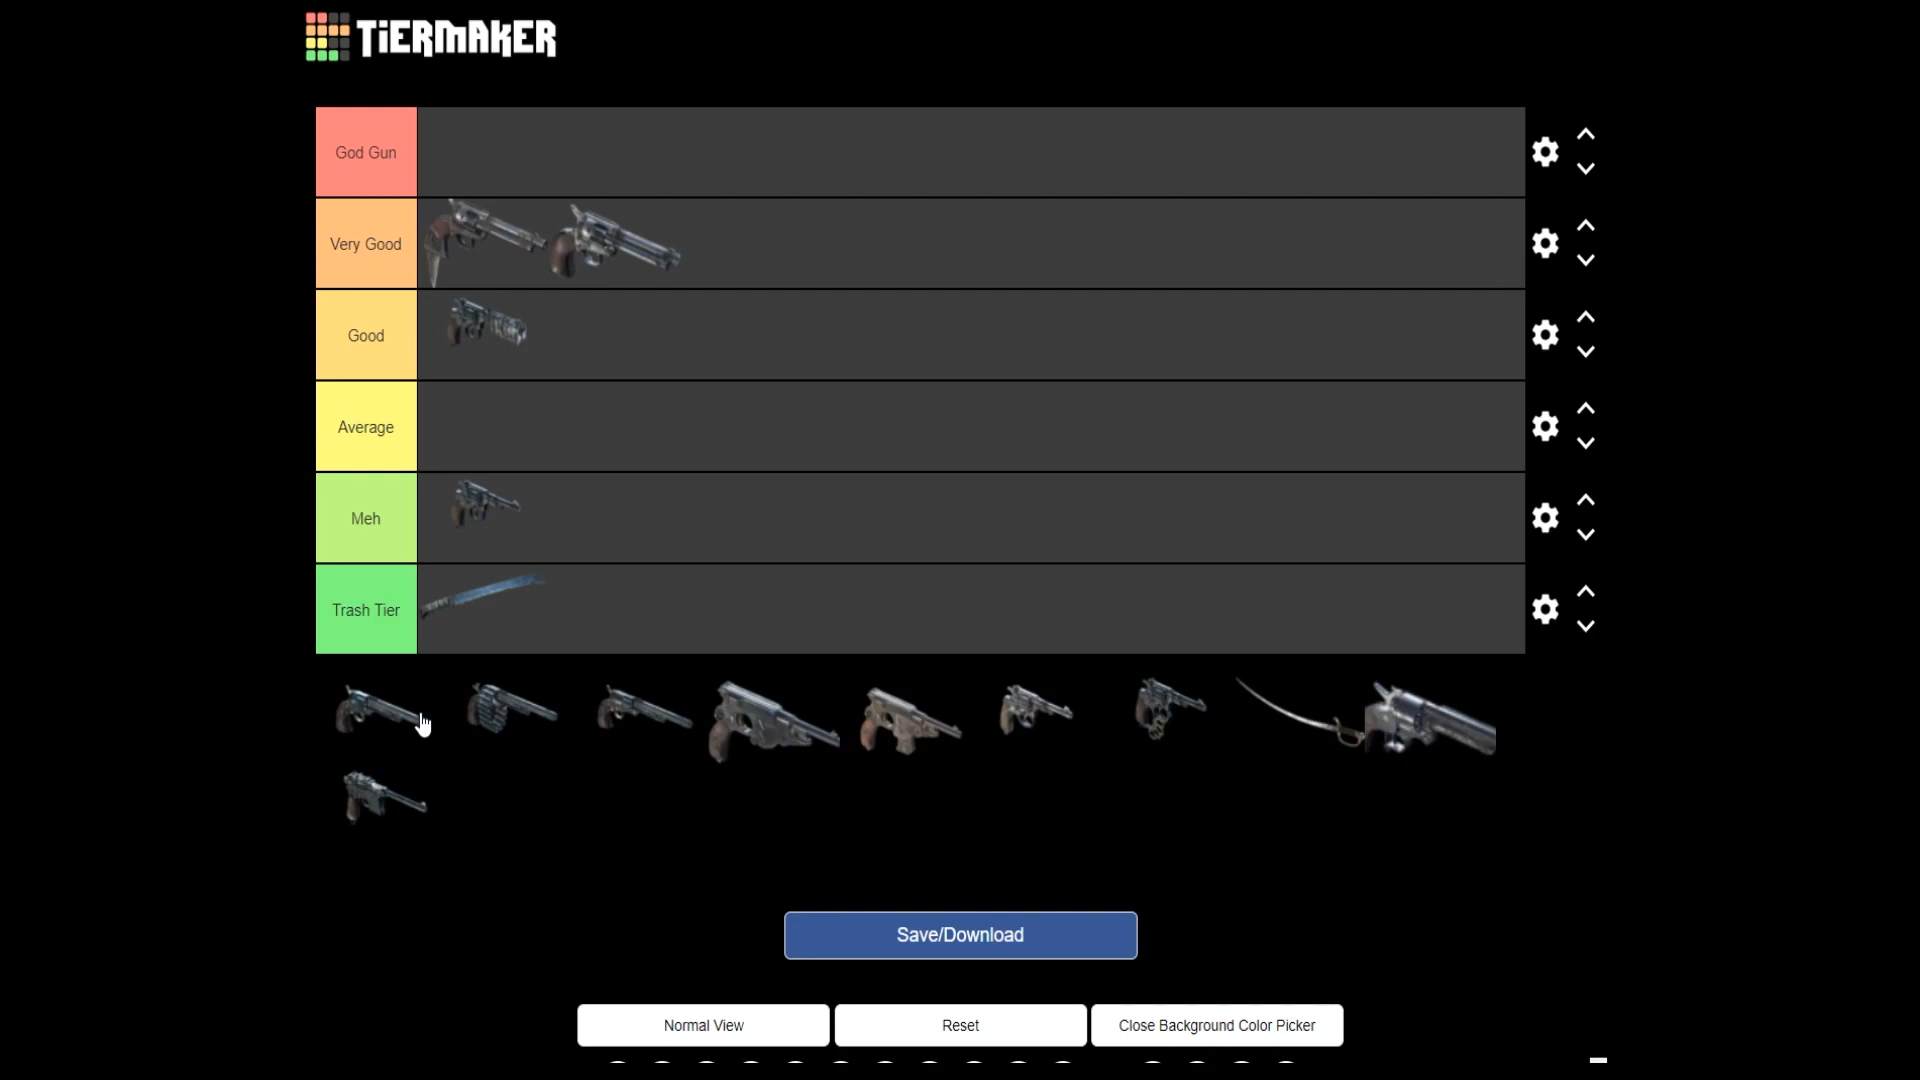 TiERMAKER
God Gun
Very Good
Good
Average
Meh
Trash Tier
Save/Download
Normal View
Reset
Close Background Color Picker